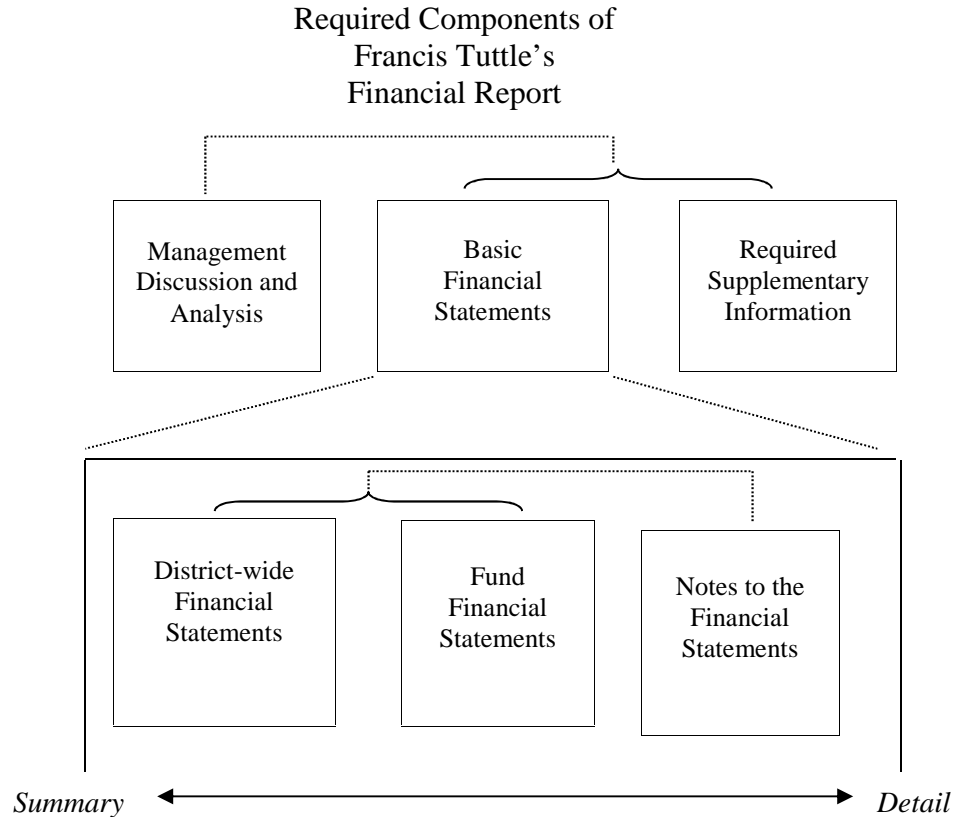 Required Components of
Francis Tuttle’s
Financial Report
Management
Discussion and
Analysis
Basic
Financial
Statements
Required
Supplementary
Information
District-wide
Financial
Statements
Fund
Financial
Statements
Notes to the
Financial
Statements
Summary
Detail